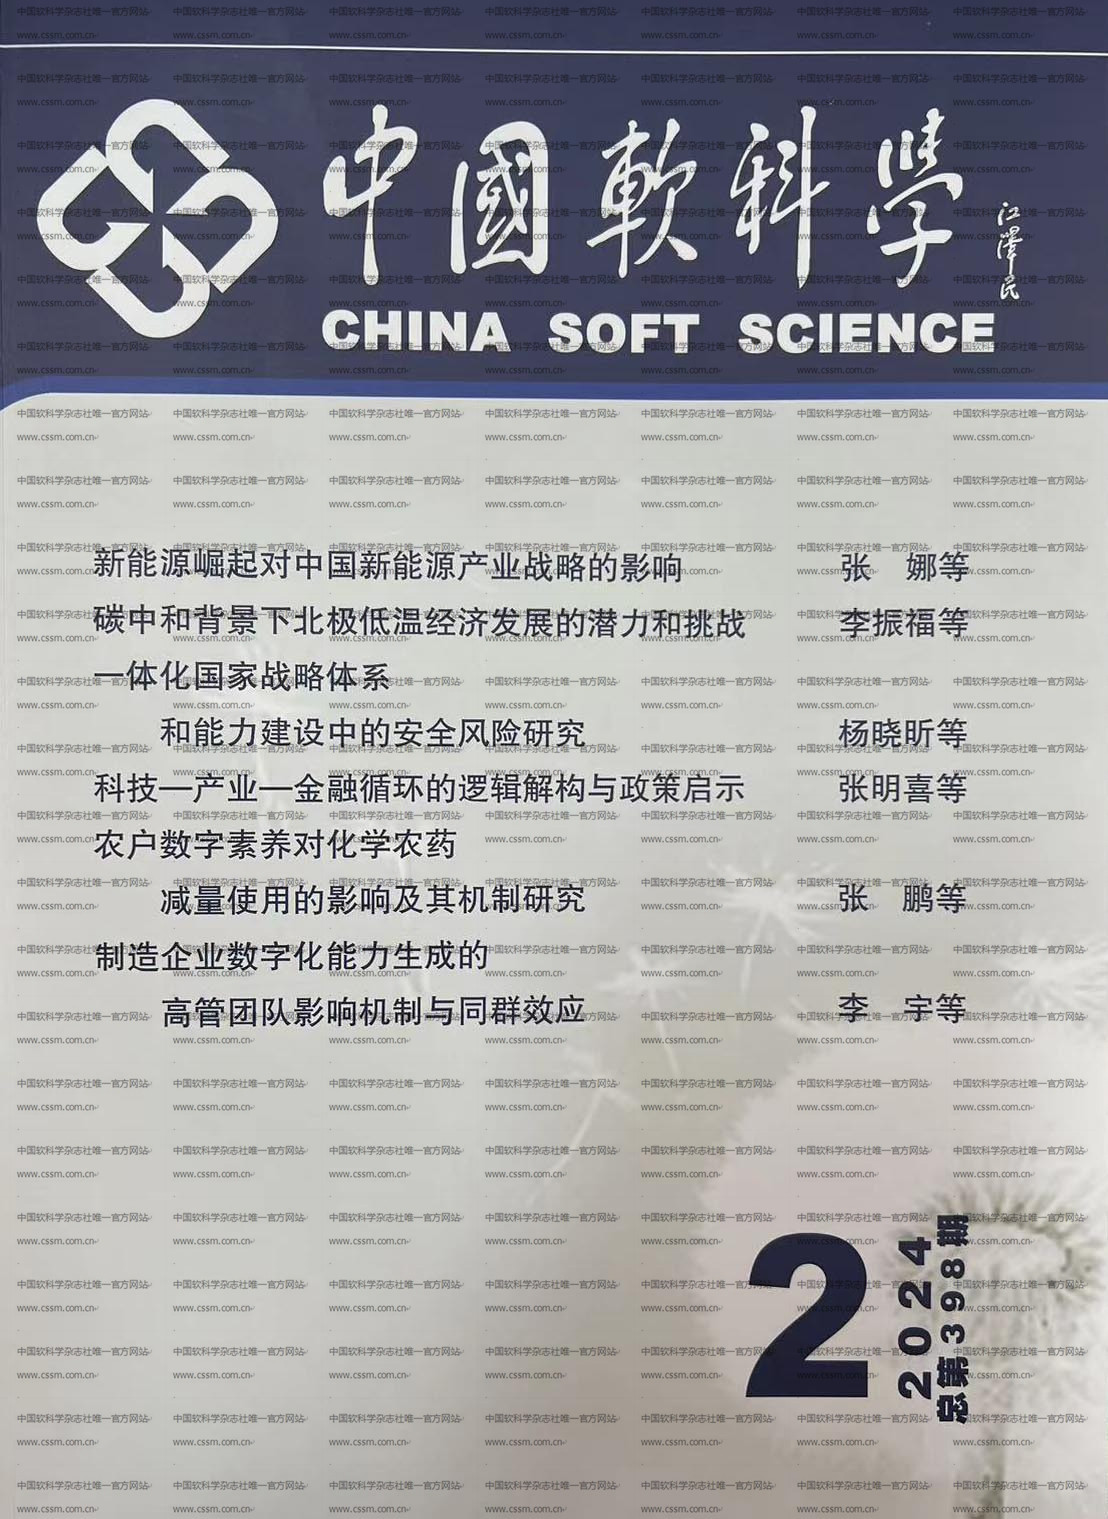 中國軟科學
江澤民
CHINA SOFT SCIENCE
新能源崛起对中国新能源产业战略的影响 张 娜等
碳中和背景下北极低温经济发展的潜力和挑战 李振福等
一体化国家战略体系
和能力建设中的安全风险研究 杨晓昕等
科技—产业—金融循环的逻辑解构与政策启示 张明喜等
农户数字素养对化学农药
减量使用的影响及其机制研究 张 鹏等
制造企业数字化能力生成的
高管团队影响机制与同群效应 李 宇等
2
2024
总第398期
中国软科学杂志社唯一官方网站
www.cssm.com.cn